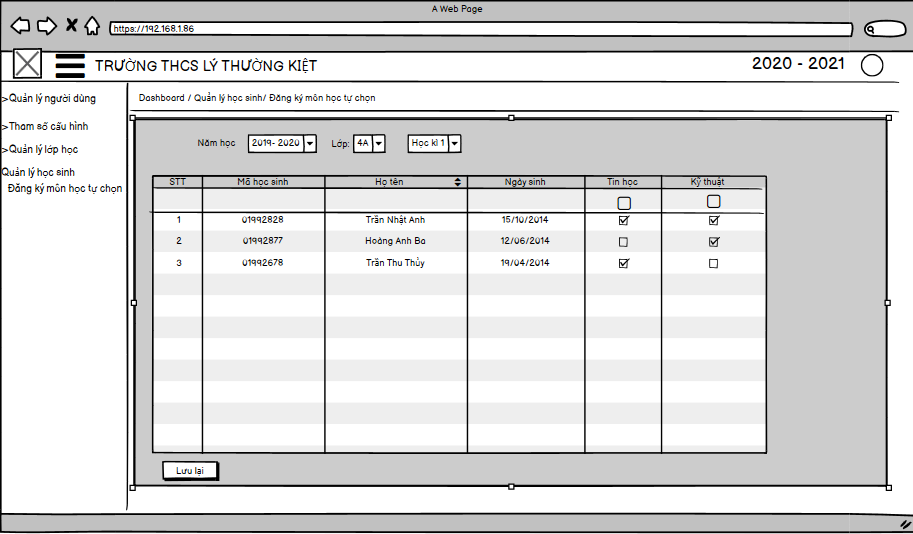 A Web Page
https://192.168.1.86
TRƯỜNG THCS LÝ THƯỜNG KIỆT
2020 - 2021
>Quản lý người dùng
>Tham số cấu hình
>Quản lý lớp học
Quản lý học sinh
Đăng ký môn học tự chọn
Dashboard / Quản lý học sinh/ Đăng ký môn học tự chọn
Năm học 2019- 2020 Lớp: 4A Học kì 1
STT Mã học sinh Họ tên Ngày sinh Tin học Kỹ thuật
1 01992828 Trần Nhật Anh 15/10/2014
2 01992877 Hoàng Anh Ba 12/06/2014
3 01992678 Trần Thu Thủy 19/04/2014
Lưu lại